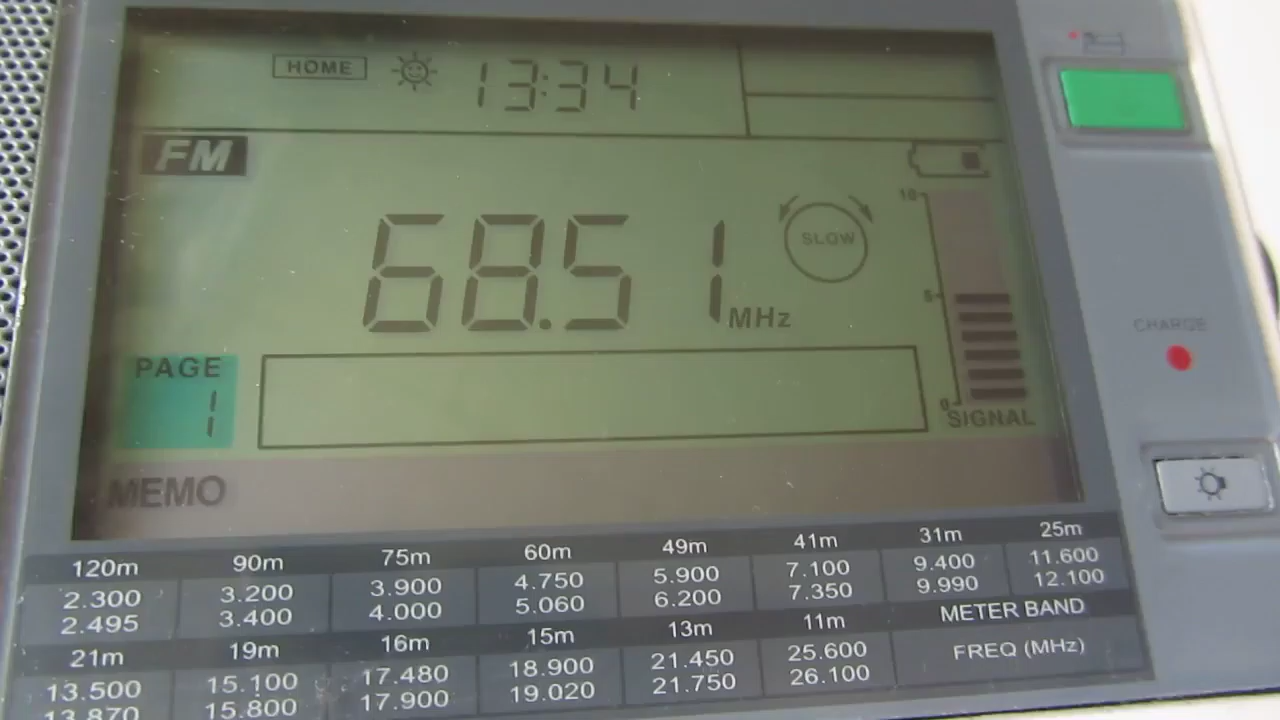 HOME 13:34
FM
68.51 MHz
SLOW
10
5
0
SIGNAL
PAGE
1
MEMO
CHARGE
120m 90m 75m 60m 49m 41m 31m 25m
2.300 3.200 3.900 4.750 5.900 7.100 9.400 11.600
2.495 3.400 4.000 5.060 6.200 7.350 9.990 12.100
21m 19m 16m 15m 13m 11m METER BAND
13.500 15.100 17.480 18.900 21.450 25.600 FREQ (MHz)
13.870 15.800 17.900 19.020 21.750 26.100